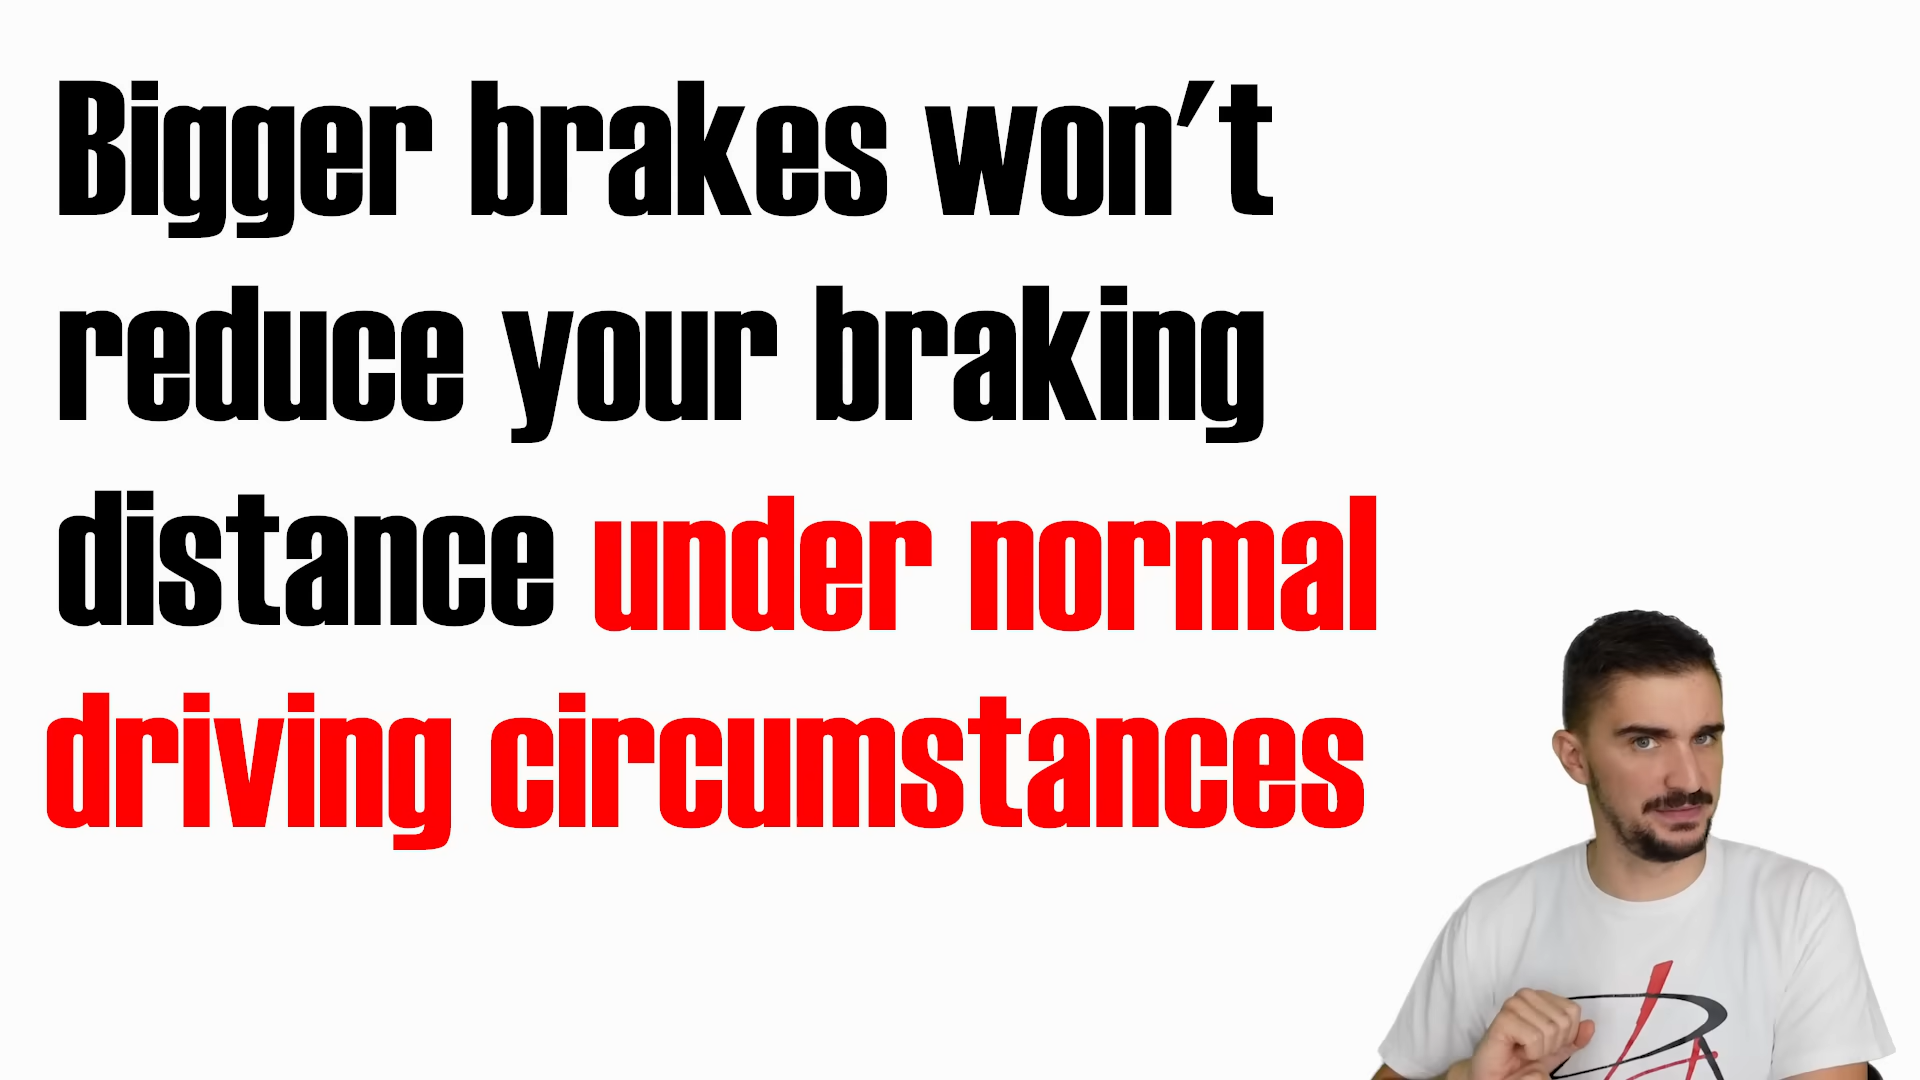 Bigger brakes won't
reduce your braking
distance under normal
driving circumstances